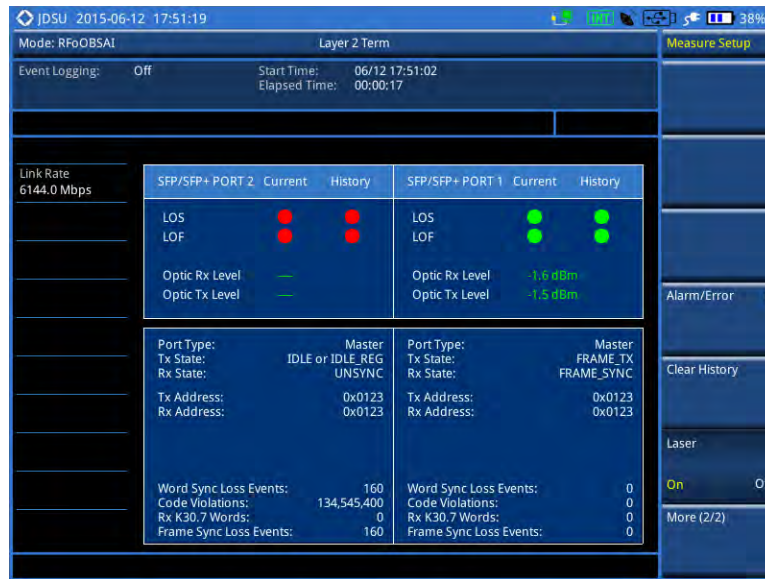 JDSU 2015-06-12 17:51:19 INT 38%
Mode: RFoOBSAI Layer 2 Term
Measure Setup
Event Logging: Off Start Time: 06/12 17:51:02
Elapsed Time: 00:00:17
Link Rate
6144.0 Mbps
SFP/SFP+ PORT 2 Current History SFP/SFP+ PORT 1 Current History
LOS LOS
LOF LOF
Optic Rx Level — Optic Rx Level -1.6 dBm
Optic Tx Level — Optic Tx Level -1.5 dBm
Alarm/Error
Port Type: Master Port Type: Master
Tx State: IDLE or IDLE_REG Tx State: FRAME_TX
Rx State: UNSYNC Rx State: FRAME_SYNC
Clear History
Tx Address: 0x0123 Tx Address: 0x0123
Rx Address: 0x0123 Rx Address: 0x0123
Laser
On O
Word Sync Loss Events: 160 Word Sync Loss Events: 0
Code Violations: 134,545,400 Code Violations: 0
Rx K30.7 Words: 0 Rx K30.7 Words: 0
Frame Sync Loss Events: 160 Frame Sync Loss Events: 0
More (2/2)